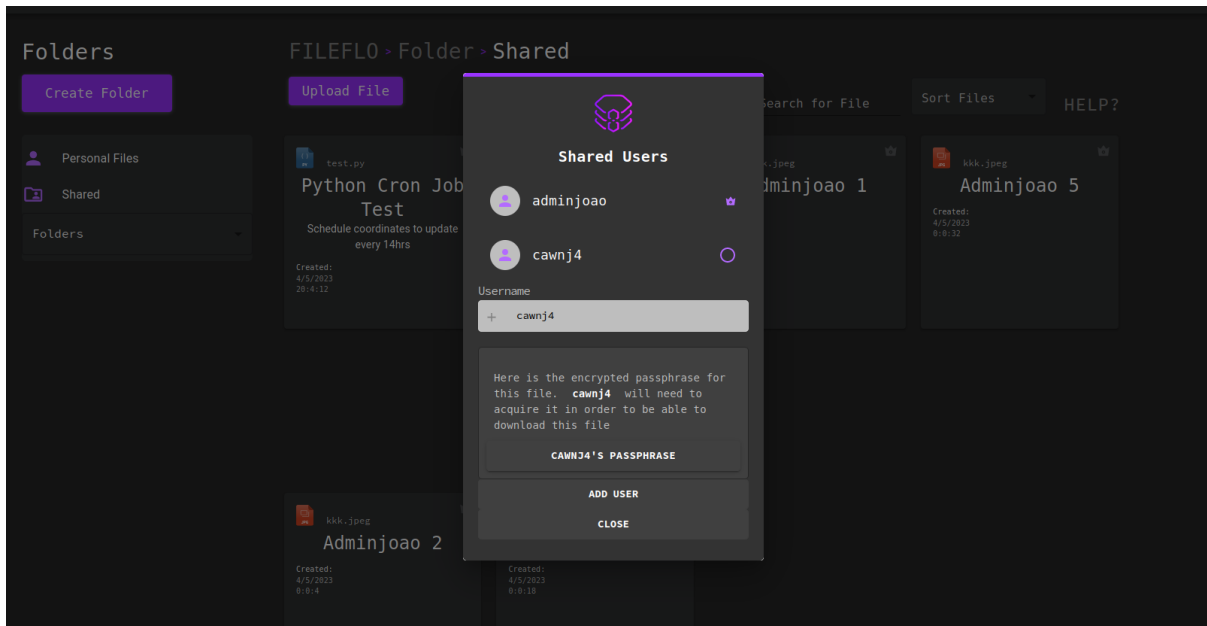 Folders
Create Folder
Personal Files
Shared
Folders
FILEFLO > Folder > Shared
Upload File
Search for File
Sort Files
HELP?
test.py
Python Cron Job
Test
Schedule coordinates to update
every 14hrs
Created:
4/5/2023
20:4:12
.jpeg
dminjoao 1
kkk.jpeg
Adminjoao 5
Created:
4/5/2023
0:0:32
Shared Users
adminjoao
cawnj4
Username
+ cawnj4
Here is the encrypted passphrase for
this file. cawnj4 will need to
acquire it in order to be able to
download this file
CAWNJ4'S PASSPHRASE
ADD USER
CLOSE
kkk.jpeg
Adminjoao 2
Created:
4/5/2023
0:0:4
Created:
4/5/2023
0:0:18